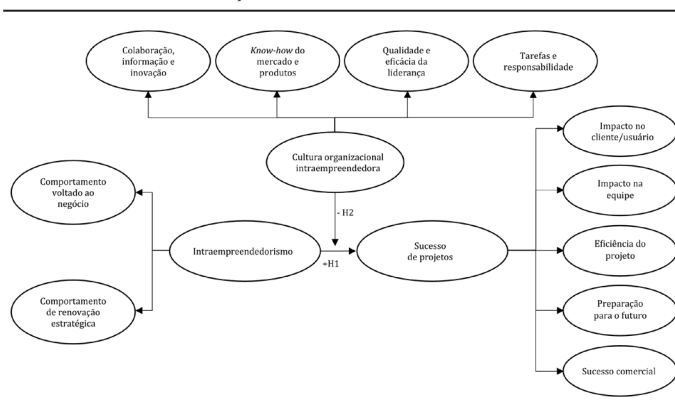 Colaboração,
informação e
inovação
Know-how do
mercado e
produtos
Qualidade e
eficácia da
liderança
Tarefas e
responsabilidade
Cultura organizacional
intraempreendedora
Impacto no
cliente/usuário
Impacto na
equipe
Comportamento
voltado ao
negócio
- H2
Intraempreendedorismo
+H1
Sucesso
de projetos
Eficiência do
projeto
Comportamento
de renovação
estratégica
Preparação
para o futuro
Sucesso comercial